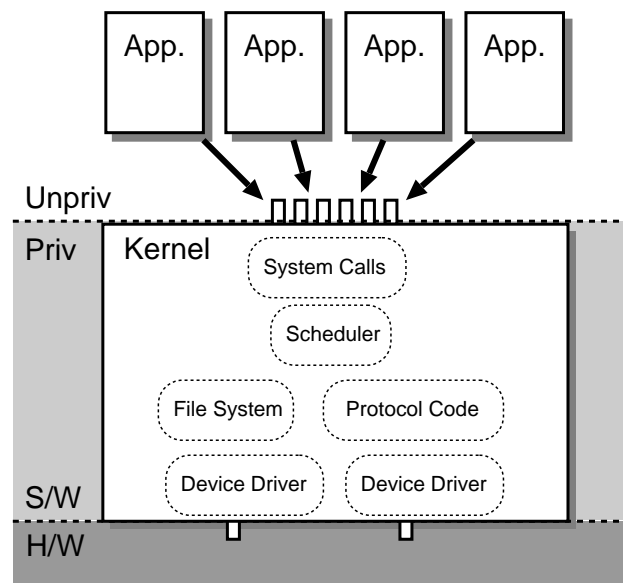 App. App. App. App.
Unpriv
Priv Kernel
System Calls
Scheduler
File System Protocol Code
Device Driver Device Driver
S/W
H/W